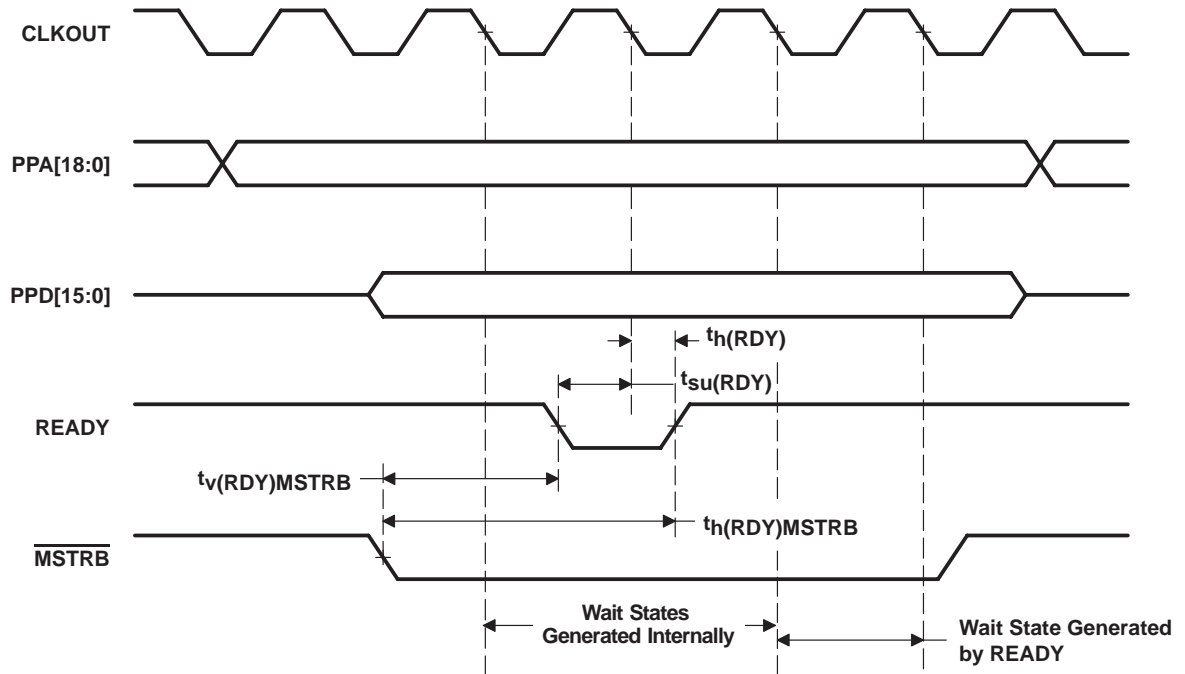 CLKOUT
PPA[18:0]
PPD[15:0]
th(RDY)
tsu(RDY)
READY
tv(RDY)MSTRB
th(RDY)MSTRB
MSTRB
Wait States
Generated Internally
Wait State Generated
by READY